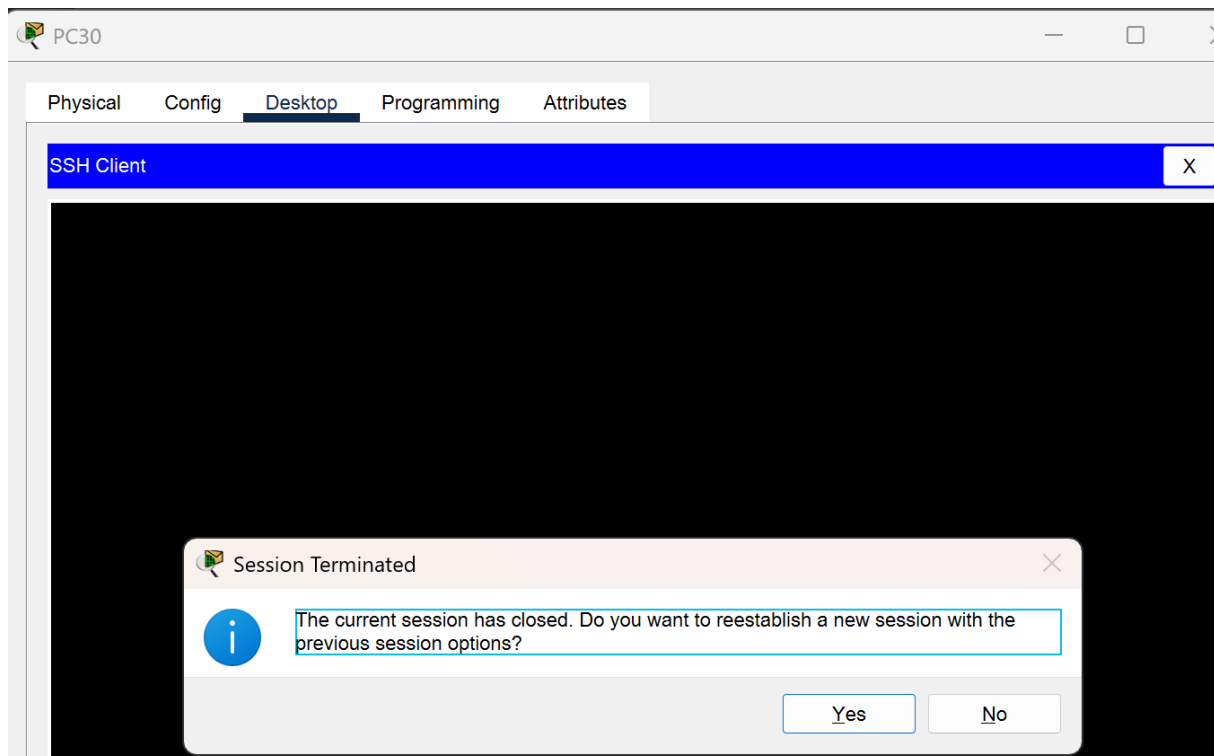 PC30
Physical Config Desktop Programming Attributes
SSH Client
X
Session Terminated
The current session has closed. Do you want to reestablish a new session with the
previous session options?
Yes No